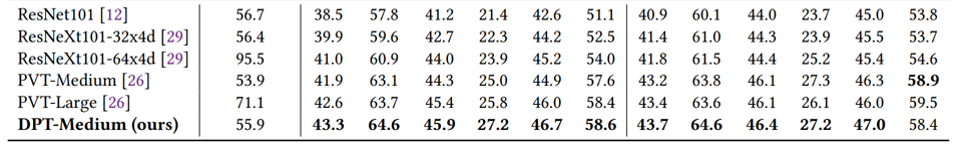 ResNet101 [12] 56.7 38.5 57.8 41.2 21.4 42.6 51.1 40.9 60.1 44.0 23.7 45.0 53.8
ResNeXt101-32x4d [29] 56.4 39.9 59.6 42.7 22.3 44.2 52.5 41.4 61.0 44.3 23.9 45.5 53.7
ResNeXt101-64x4d [29] 95.5 41.0 60.9 44.0 23.9 45.2 54.0 41.8 61.5 44.4 25.2 45.4 54.6
PVT-Medium [26] 53.9 41.9 63.1 44.3 25.0 44.9 57.6 43.2 63.8 46.1 27.3 46.3 58.9
PVT-Large [26] 71.1 42.6 63.7 45.4 25.8 46.0 58.4 43.4 63.6 46.1 26.1 46.0 59.5
DPT-Medium (ours) 55.9 43.3 64.6 45.9 27.2 46.7 58.6 43.7 64.6 46.4 27.2 47.0 58.4